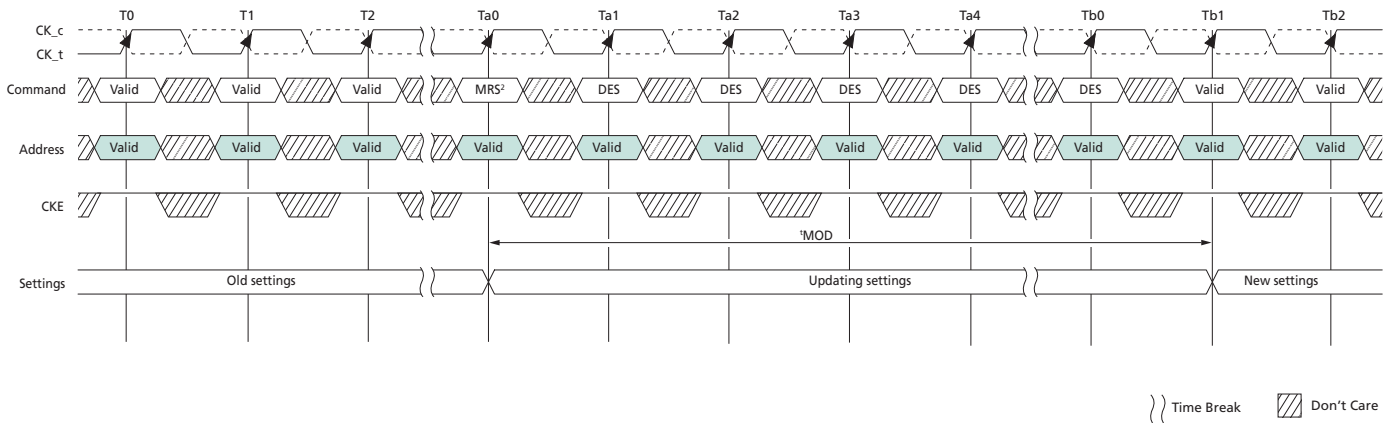 T0 T1 T2 Ta0 Ta1 Ta2 Ta3 Ta4 Tb0 Tb1 Tb2
CK_c
CK_t
Command Valid Valid Valid MRS² DES DES DES DES DES Valid Valid
Address Valid Valid Valid Valid Valid Valid Valid Valid Valid Valid Valid
CKE
ᵗMOD
Settings Old settings Updating settings New settings
Time Break Don't Care